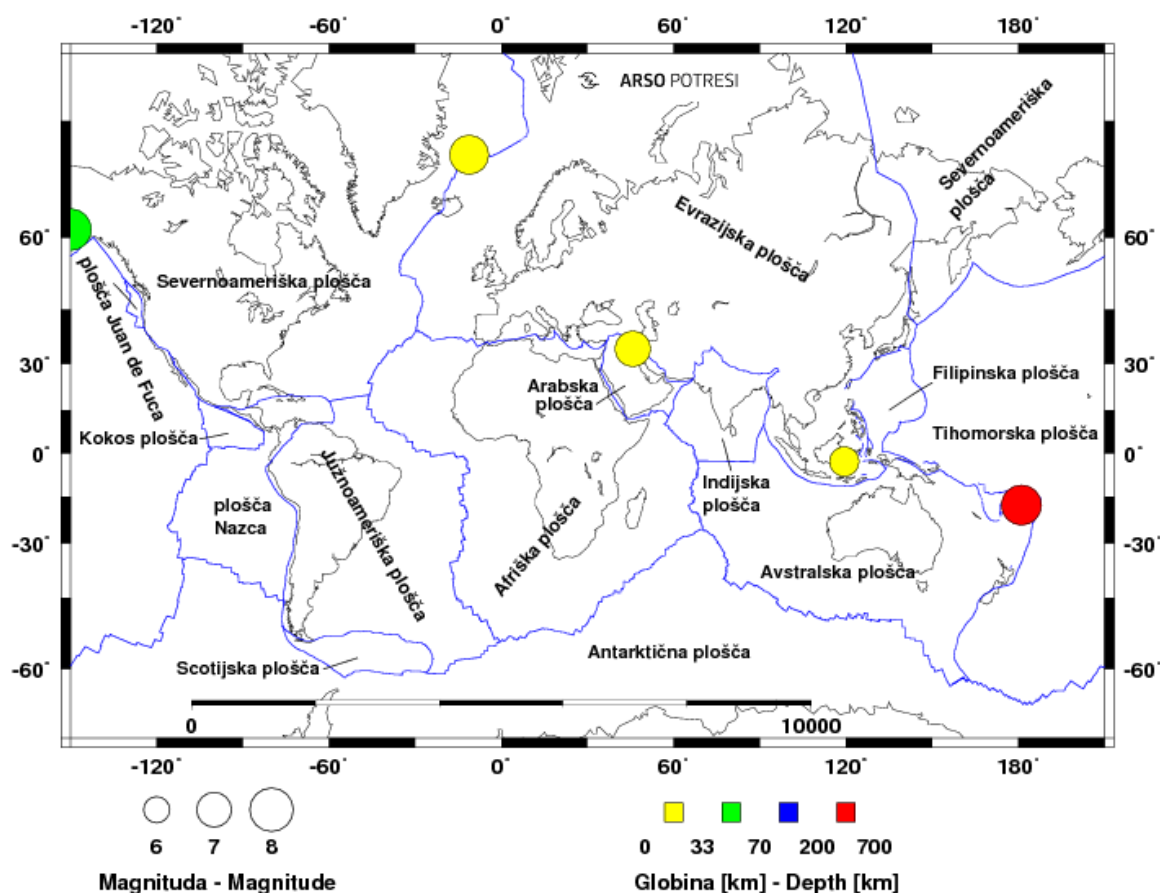 -120° -60° 0° 60° 120° 180°
ARSO POTRESI
Severnoameriška
plošča
Evrazijska plošča
60° 60°
plošča Juan de Fuca
Severnoameriška plošča
30° 30°
Arabska
plošča
Filipinska plošča
Kokos plošča
Tihomorska plošča
0° 0°
Južnoameriška plošča
Indijska
plošča
plošča
Nazca
Afriška plošča
-30° -30°
Avstralska plošča
Antarktična plošča
Scotijska plošča
-60° -60°
0 10000
-120° -60° 0° 60° 120° 180°
6 7 8
0 33 70 200 700
Magnituda - Magnitude
Globina [km] - Depth [km]